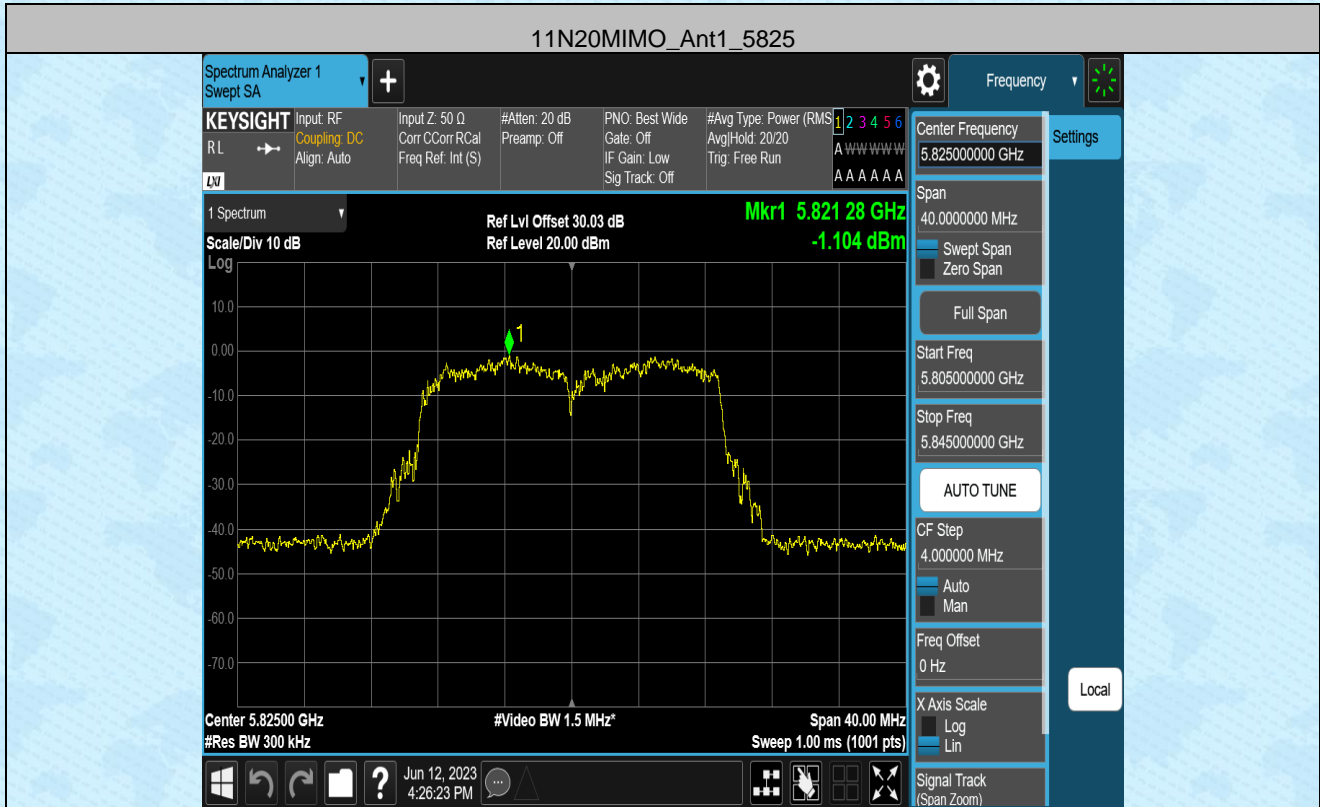 11N20MIMO_Ant1_5825
Spectrum Analyzer 1
Swept SA
Frequency
KEYSIGHT
R L
LXI
Input: RF
Coupling: DC
Align: Auto
Input Z: 50 Ω
Corr CCorr RCal
Freq Ref: Int (S)
#Atten: 20 dB
Preamp: Off
PNO: Best Wide
Gate: Off
IF Gain: Low
Sig Track: Off
#Avg Type: Power (RMS
Avg|Hold: 20/20
Trig: Free Run
1 2 3 4 5 6
A W W W W W
A A A A A A
1 Spectrum
Scale/Div 10 dB
Log
Ref Lvl Offset 30.03 dB
Ref Level 20.00 dBm
Mkr1 5.821 28 GHz
-1.104 dBm
10.0
0.00
-10.0
-20.0
-30.0
-40.0
-50.0
-60.0
-70.0
1
Center 5.82500 GHz
#Video BW 1.5 MHz*
Span 40.00 MHz
#Res BW 300 kHz
Sweep 1.00 ms (1001 pts)
Jun 12, 2023
4:26:23 PM
Center Frequency
5.825000000 GHz
Settings
Span
40.0000000 MHz
Swept Span
Zero Span
Full Span
Start Freq
5.805000000 GHz
Stop Freq
5.845000000 GHz
AUTO TUNE
CF Step
4.000000 MHz
Auto
Man
Freq Offset
0 Hz
X Axis Scale
Log
Lin
Local
Signal Track
(Span Zoom)